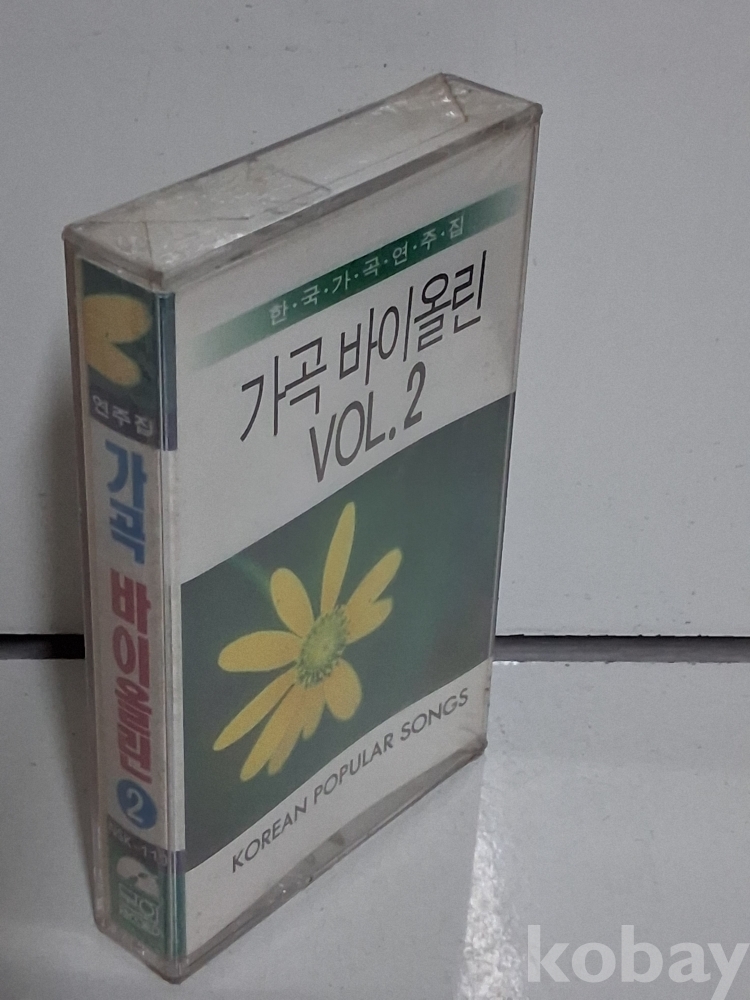 한·국·가·곡·연·주·집
가곡 바이올린
VOL. 2
KOREAN POPULAR SONGS
연주집
가곡
바이올린
2
kobay